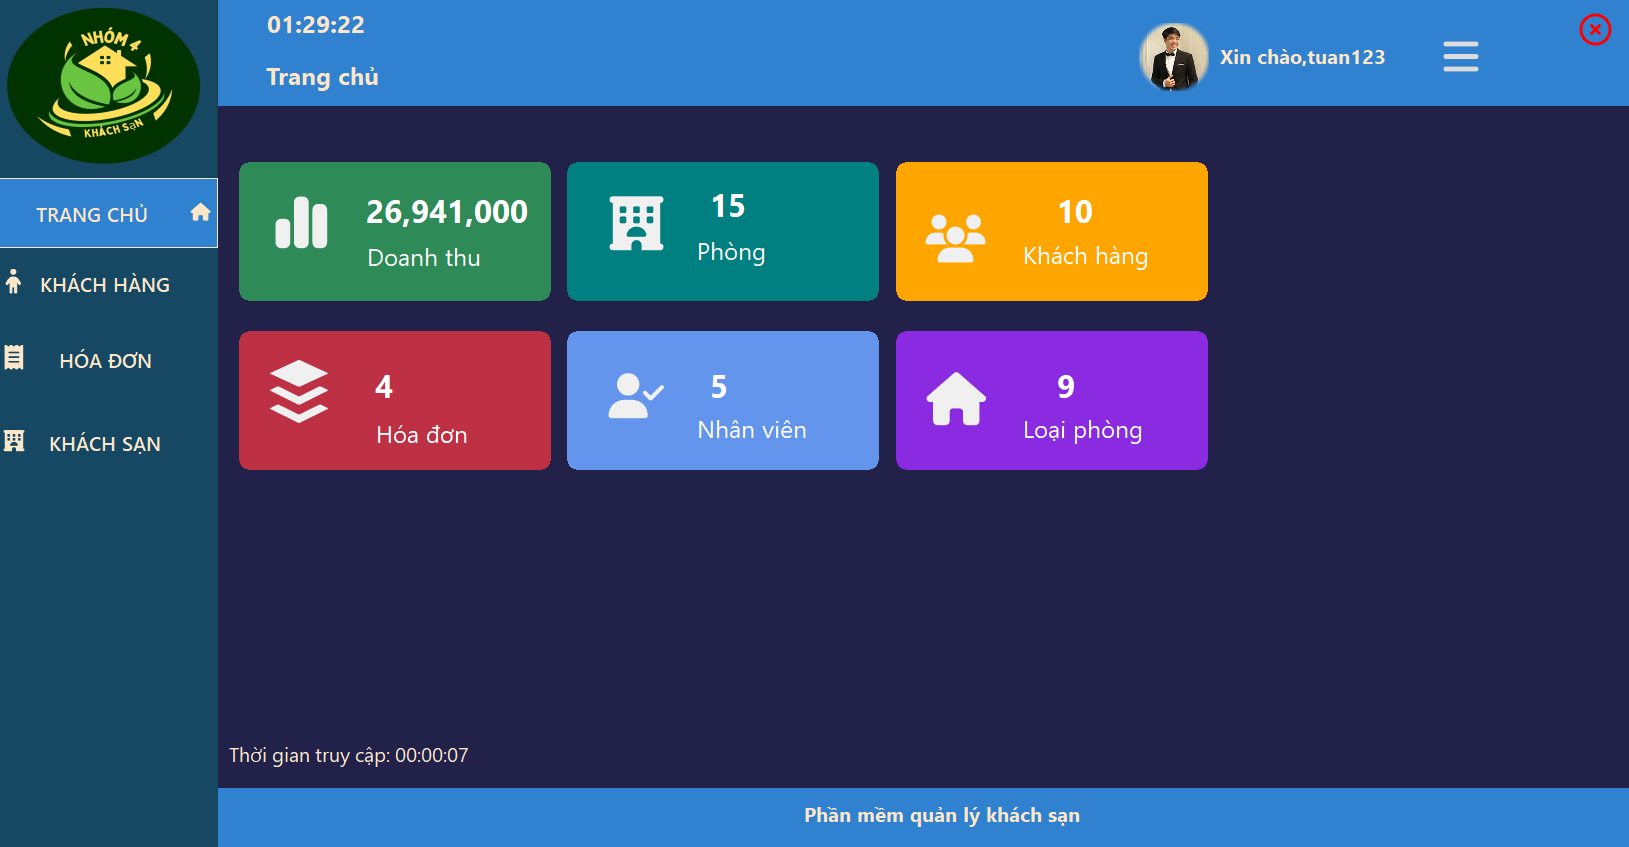 NHÓM 4
KHÁCH SẠN
01:29:22
Trang chủ
Xin chào,tuan123
TRANG CHỦ
KHÁCH HÀNG
HÓA ĐƠN
KHÁCH SẠN
26,941,000
Doanh thu
15
Phòng
10
Khách hàng
4
Hóa đơn
5
Nhân viên
9
Loại phòng
Thời gian truy cập: 00:00:07
Phần mềm quản lý khách sạn